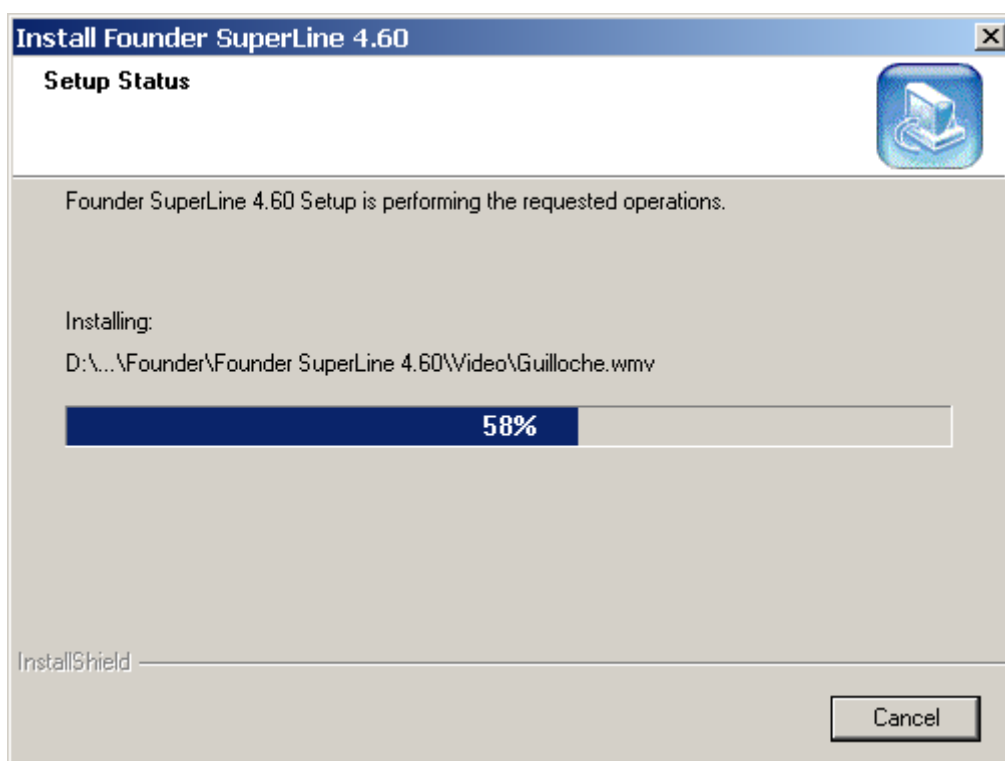 Install Founder SuperLine 4.60
Setup Status
Founder SuperLine 4.60 Setup is performing the requested operations.
Installing:
D:\...\Founder\Founder SuperLine 4.60\Video\Guilloche.wmv
58%
InstallShield
Cancel